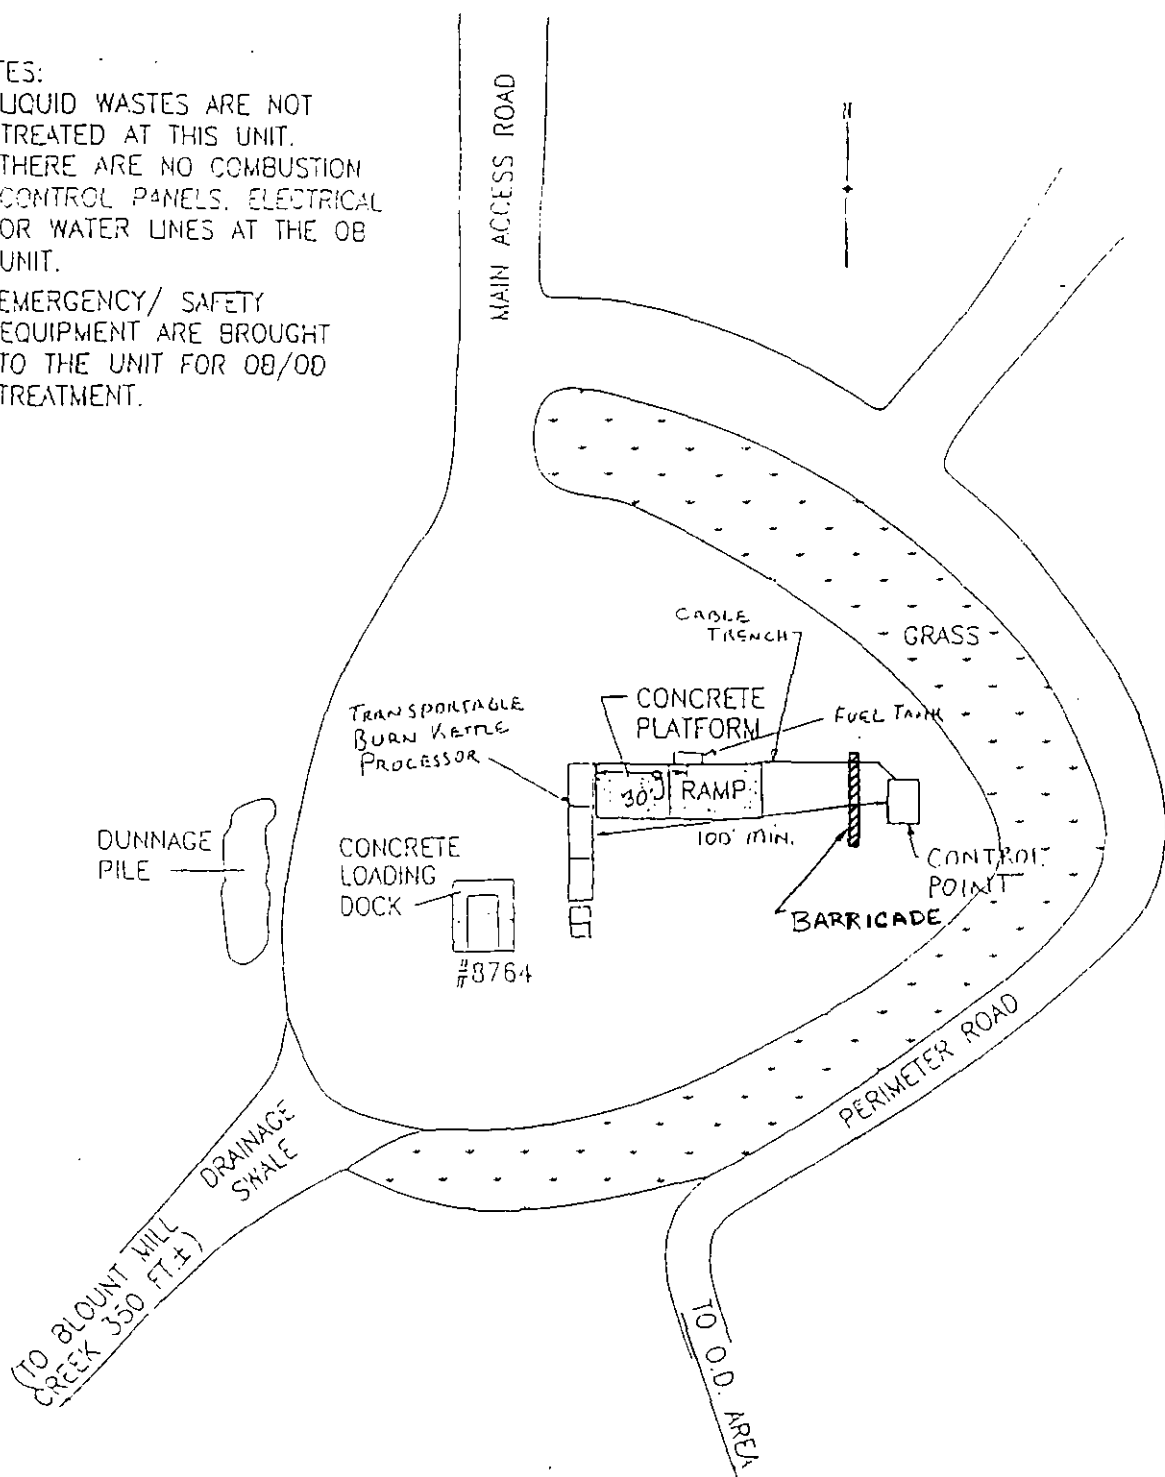 TES:
LIQUID WASTES ARE NOT
TREATED AT THIS UNIT.
THERE ARE NO COMBUSTION
CONTROL PANELS, ELECTRICAL
OR WATER LINES AT THE OB
UNIT.
EMERGENCY/ SAFETY
EQUIPMENT ARE BROUGHT
TO THE UNIT FOR OB/OD
TREATMENT.
MAIN ACCESS ROAD
N
CABLE
TRENCH
GRASS
TRANSPORTABLE
BURN KETTLE
PROCESSOR
CONCRETE
PLATFORM
FUEL TANK
30'
RAMP
100' MIN.
DUNNAGE
PILE
CONCRETE
LOADING
DOCK
#8764
CONTROL
POINT
BARRICADE
PERIMETER ROAD
DRAINAGE
SWALE
(TO BLOUNT MILL
CREEK 350 FT.±)
TO O.D. AREA